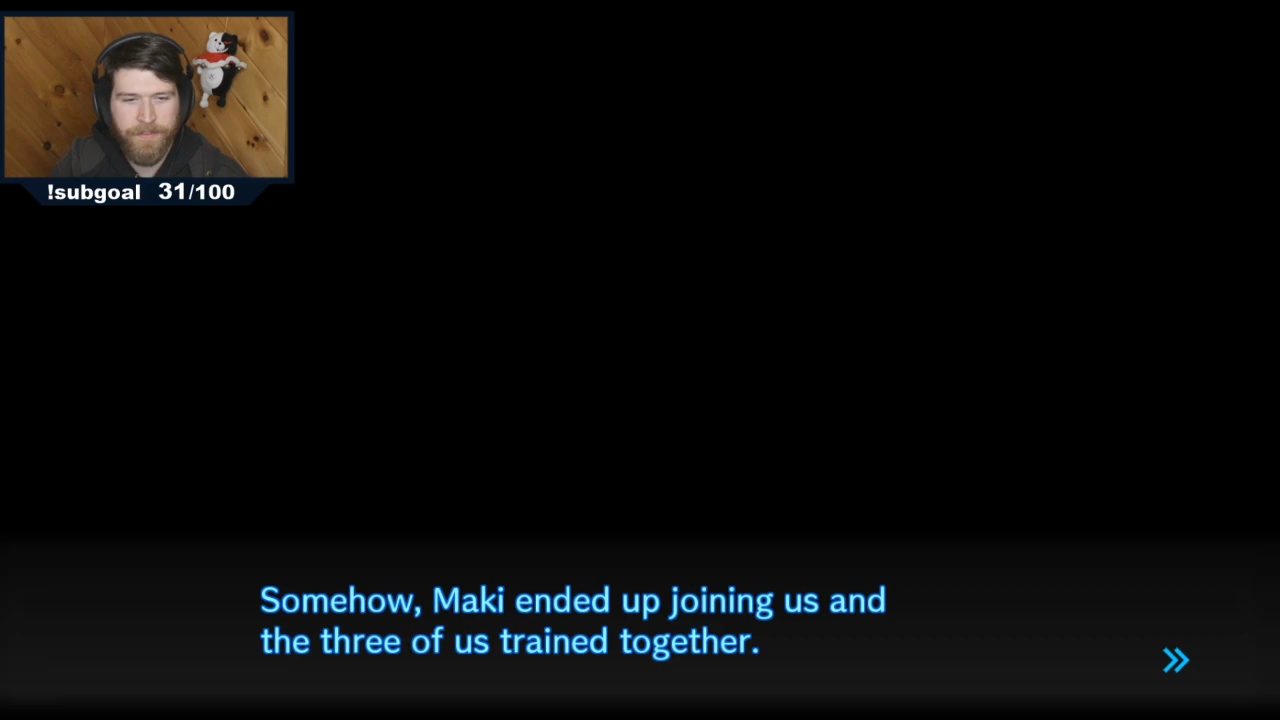 !subgoal 31/100
Somehow, Maki ended up joining us and
the three of us trained together.